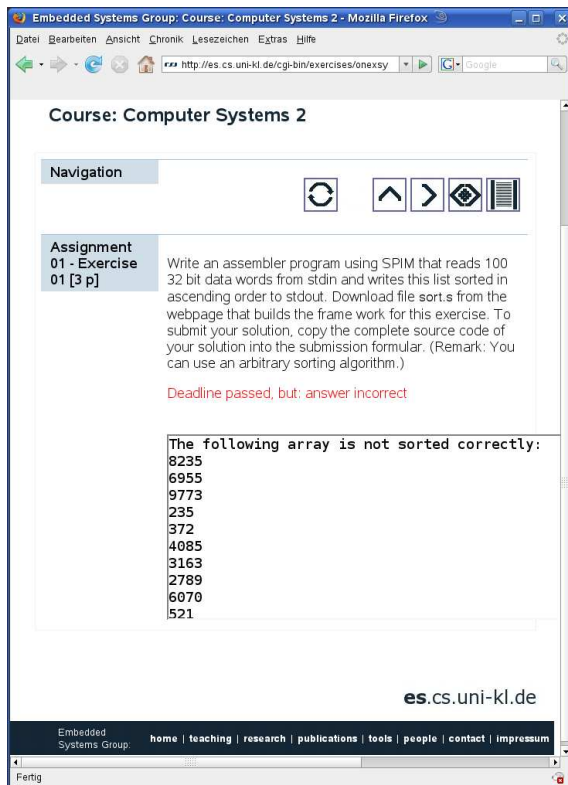 Embedded Systems Group: Course: Computer Systems 2 - Mozilla Firefox
Datei Bearbeiten Ansicht Chronik Lesezeichen Extras Hilfe
http://es.cs.uni-kl.de/cgi-bin/exercises/onexsy
G Google
Course: Computer Systems 2
Navigation
Assignment
01 - Exercise
01 [3 p]
Write an assembler program using SPIM that reads 100
32 bit data words from stdin and writes this list sorted in
ascending order to stdout. Download file sort.s from the
webpage that builds the frame work for this exercise. To
submit your solution, copy the complete source code of
your solution into the submission formular. (Remark: You
can use an arbitrary sorting algorithm.)
Deadline passed, but: answer incorrect
The following array is not sorted correctly:
8235
6955
9773
235
372
4085
3163
2789
6070
521
es.cs.uni-kl.de
Embedded
Systems Group:
home | teaching | research | publications | tools | people | contact | impressum
Fertig